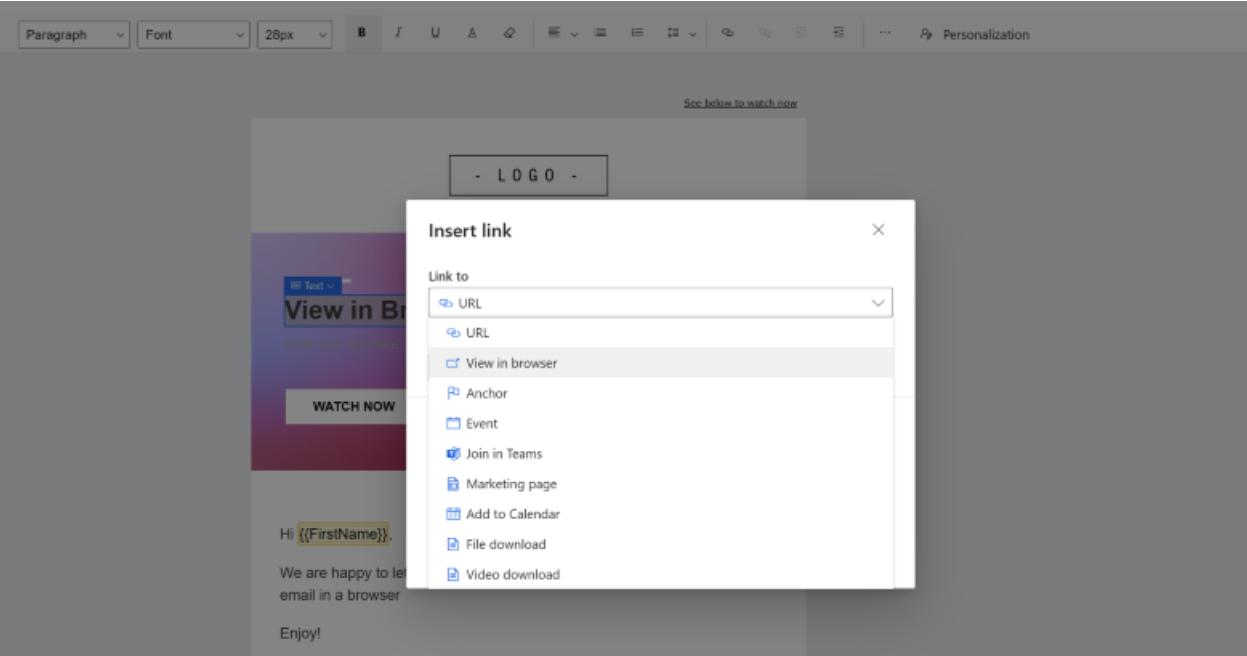 Paragraph
Font
28px
B
I
U
A
Personalization
See below to watch now
- LOGO -
Insert link
Link to
URL
URL
View in browser
Anchor
Event
Join in Teams
Marketing page
Add to Calendar
File download
Video download
Text
View in Br
WATCH NOW
Hi {{FirstName}},
We are happy to let
email in a browser
Enjoy!